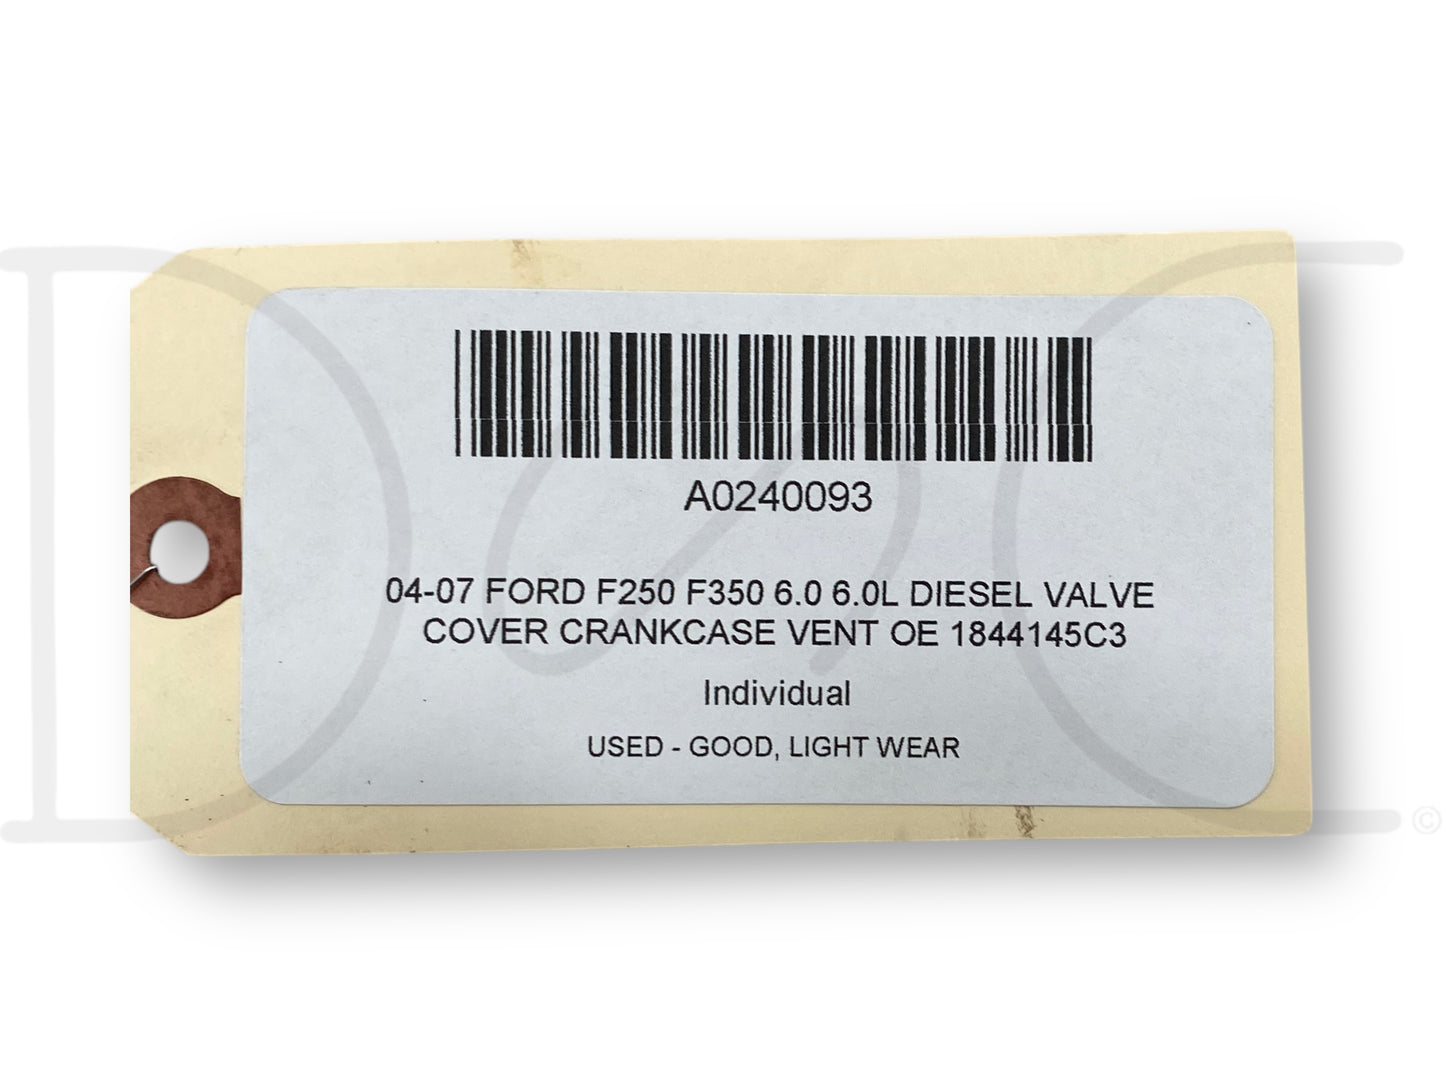 A0240093
04-07 FORD F250 F350 6.0 6.0L DIESEL VALVE
COVER CRANKCASE VENT OE 1844145C3
Individual
USED - GOOD, LIGHT WEAR
©